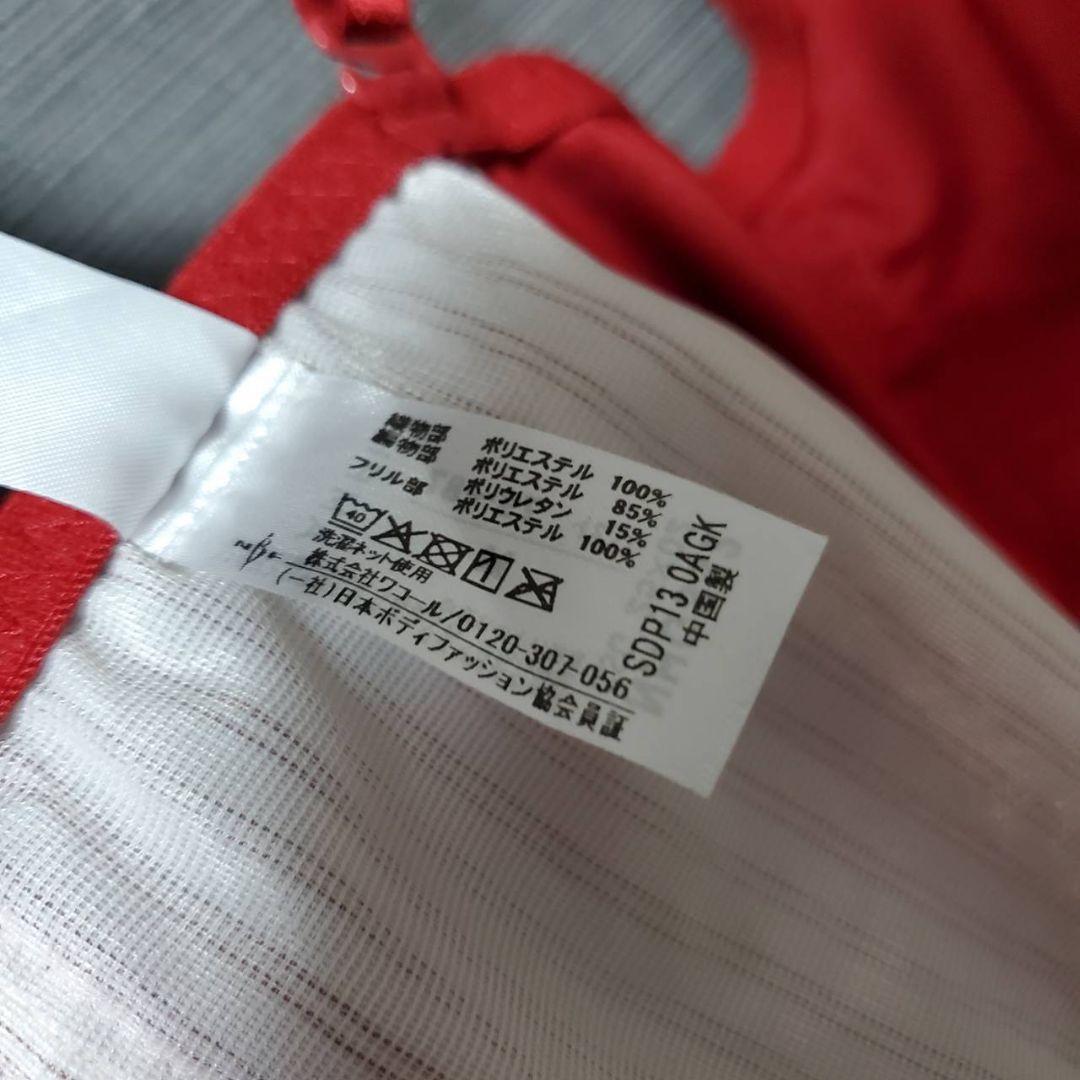 織物部 ポリエステル 100%
編物部 ポリエステル 85%
ポリウレタン 15%
フリル部 ポリエステル 100%
40
洗濯ネット使用
株式会社ワコール/0120-307-056
(一社)日本ボディファッション協会会員証
SDP13 0AGK
中国製